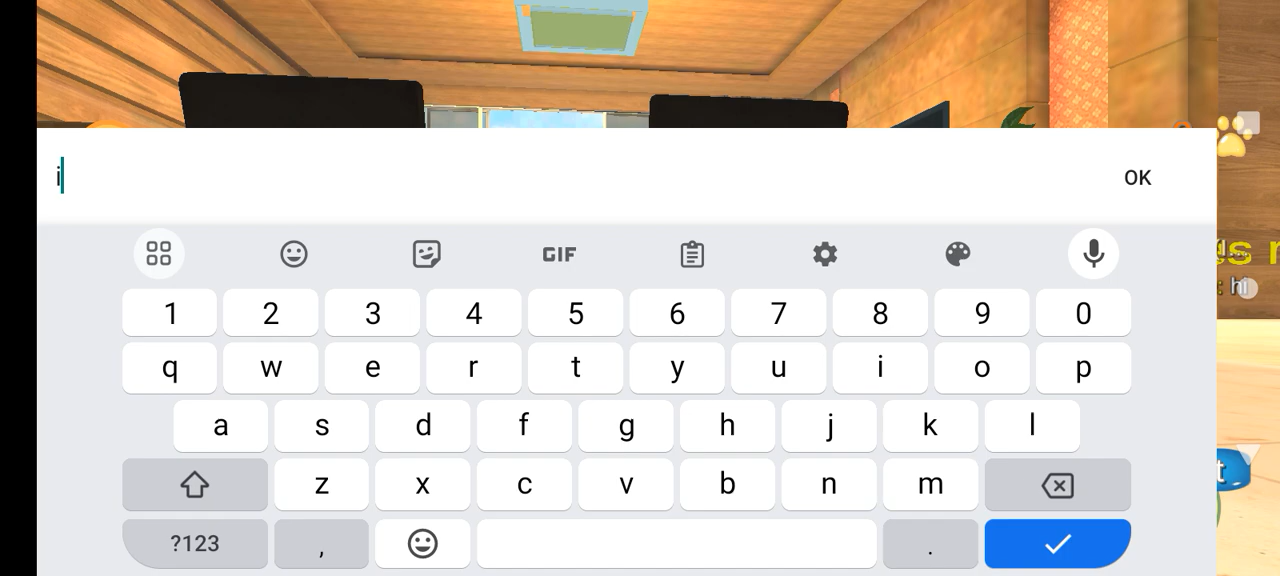 i
OK
GIF
1 2 3 4 5 6 7 8 9 0
q w e r t y u i o p
a s d f g h j k l
z x c v b n m
?123 , .
: hi
t